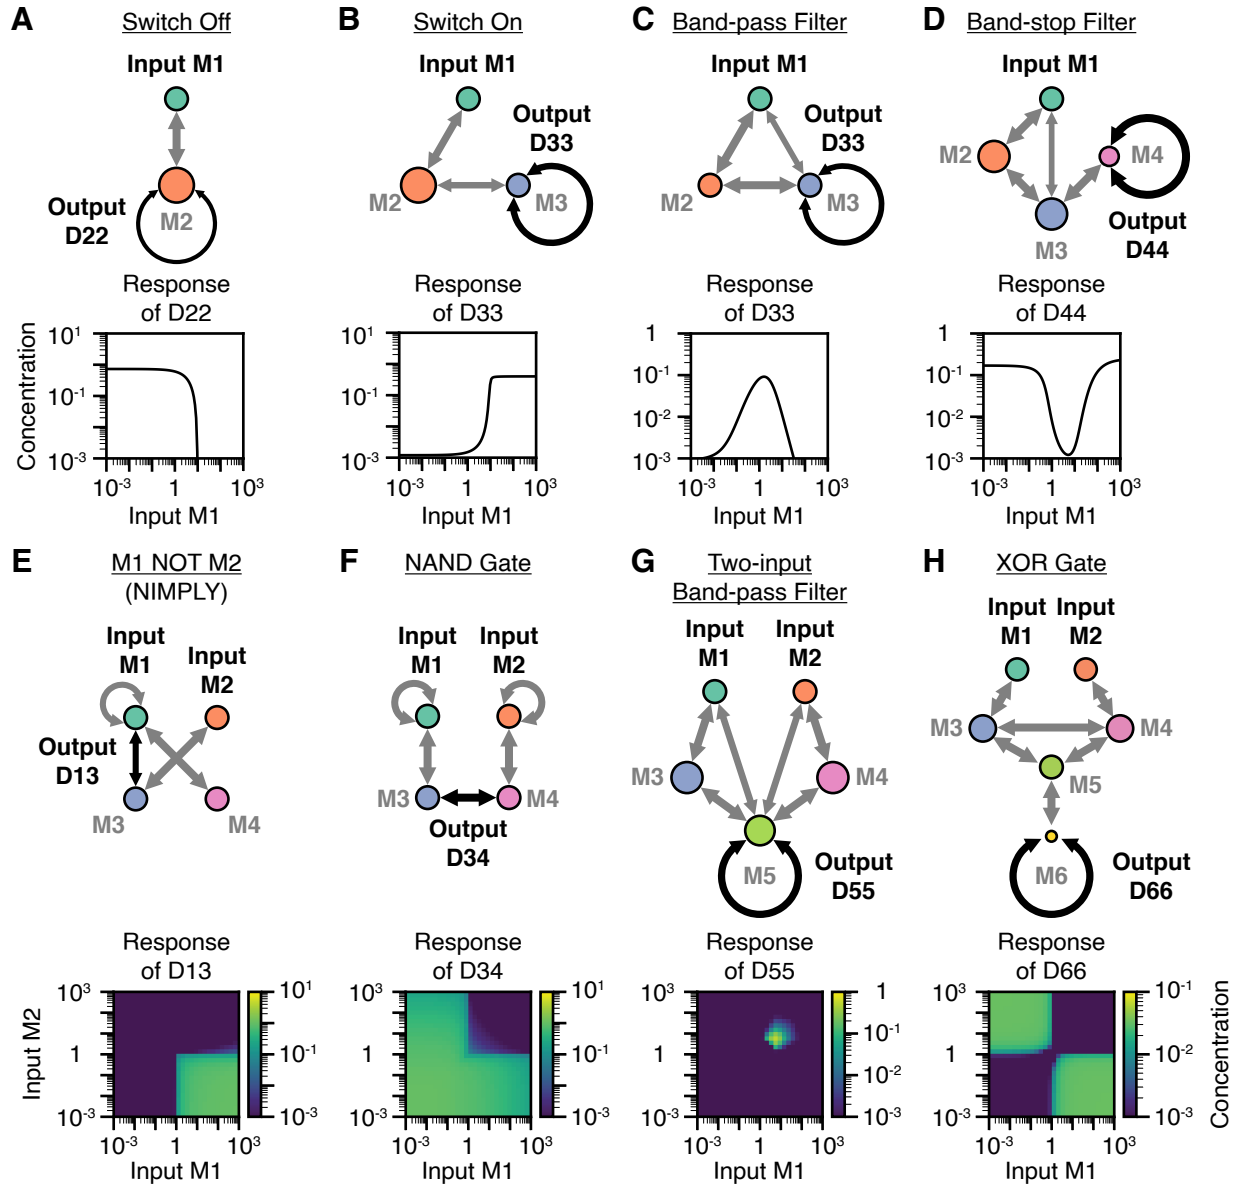 A
Switch Off
Input M1
M2
Output
D22
Response
of D22
Concentration
10¹
10⁻¹
10⁻³
10⁻³
1
10³
Input M1
B
Switch On
Input M1
Output
D33
M2
M3
Response
of D33
10¹
10⁻¹
10⁻³
10⁻³
1
10³
Input M1
C
Band-pass Filter
Input M1
Output
D33
M2
M3
Response
of D33
1
10⁻¹
10⁻²
10⁻³
10⁻³
1
10³
Input M1
D
Band-stop Filter
Input M1
M2
M4
M3
Output
D44
Response
of D44
1
10⁻¹
10⁻²
10⁻³
10⁻³
1
10³
Input M1
E
M1 NOT M2
(NIMPLY)
Input
M1
Input
M2
Output
D13
M3
M4
Response
of D13
Input M2
10³
1
10⁻³
10⁻³
1
10³
Input M1
10¹
10⁻¹
10⁻³
F
NAND Gate
Input
M1
Input
M2
M3
M4
Output
D34
Response
of D34
10³
1
10⁻³
10⁻³
1
10³
Input M1
10¹
10⁻¹
10⁻³
G
Two-input
Band-pass Filter
Input
M1
Input
M2
M3
M4
M5
Output
D55
Response
of D55
10³
1
10⁻³
10⁻³
1
10³
Input M1
1
10⁻¹
10⁻²
10⁻³
H
XOR Gate
Input
M1
Input
M2
M3
M4
M5
M6
Output
D66
Response
of D66
10³
1
10⁻³
10⁻³
1
10³
Input M1
10⁻¹
10⁻²
10⁻³
Concentration